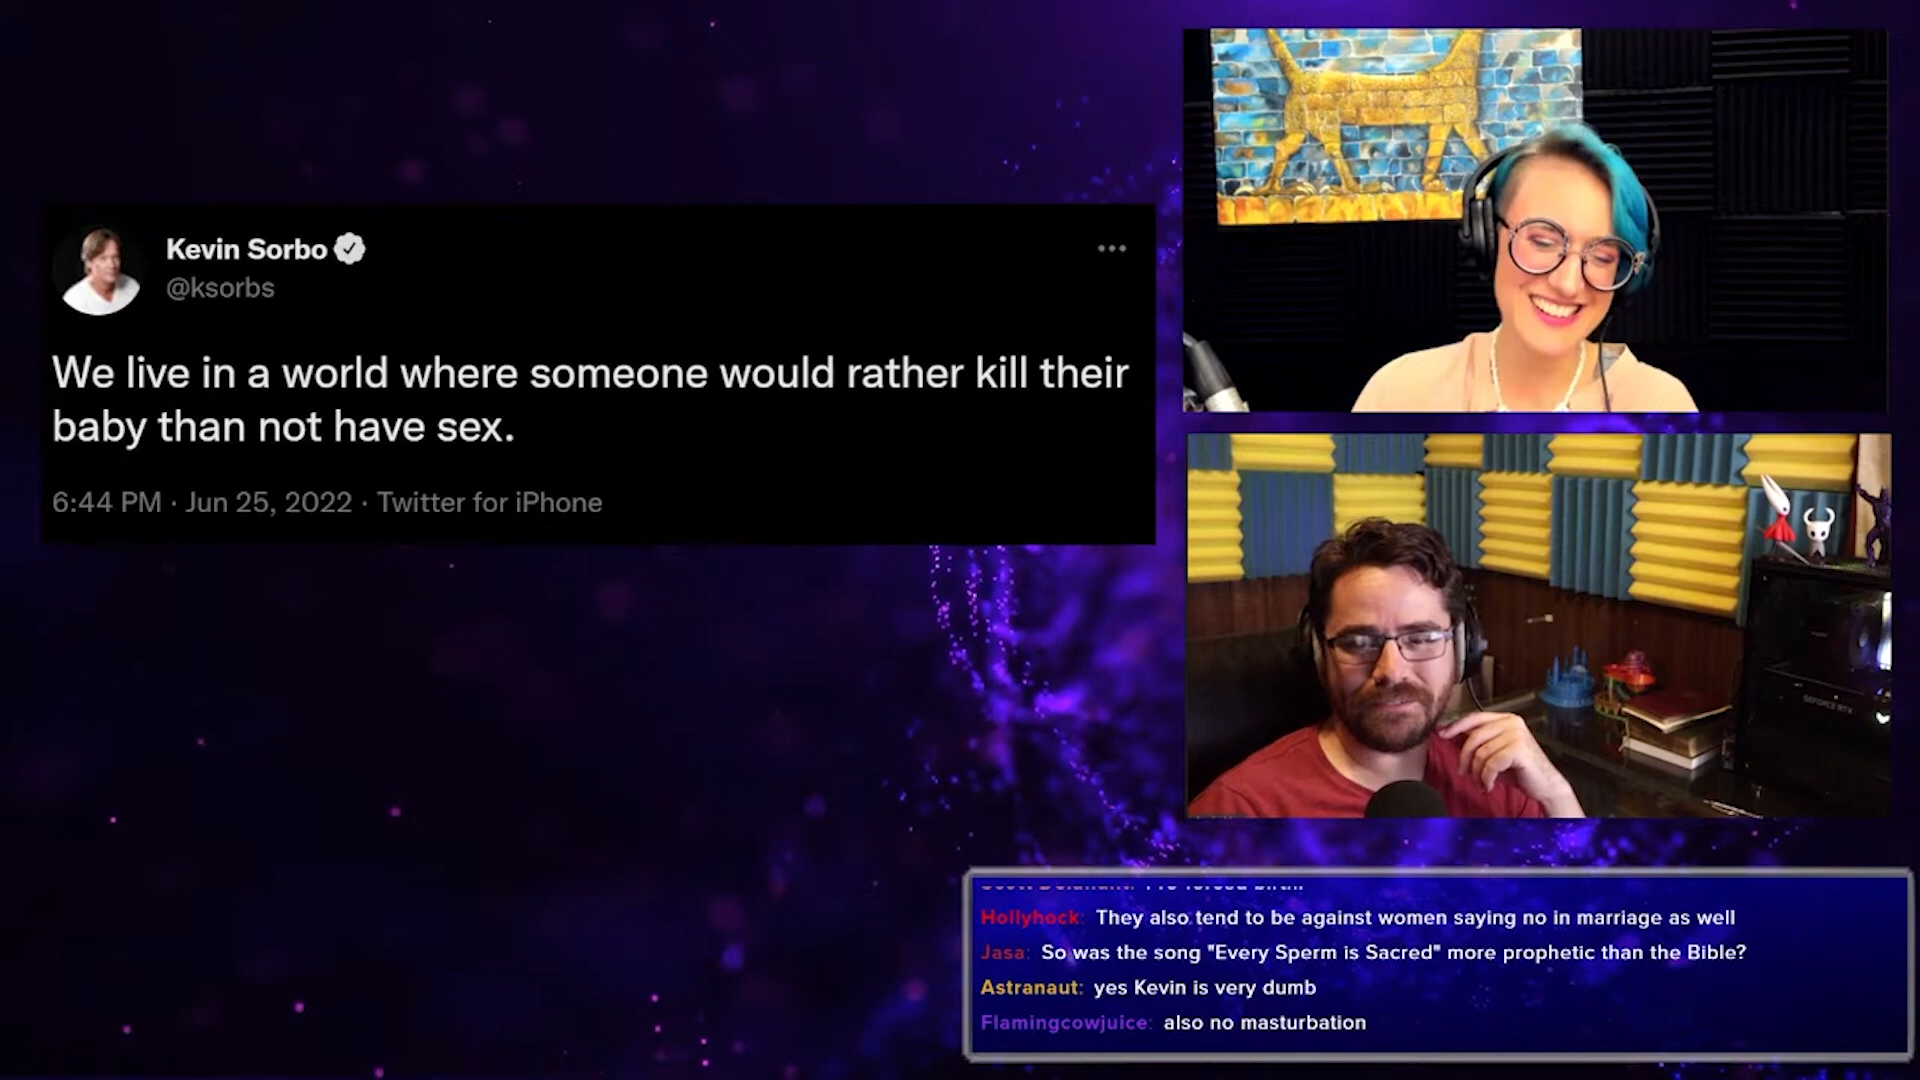 Kevin Sorbo
@ksorbs
We live in a world where someone would rather kill their
baby than not have sex.
6:44 PM · Jun 25, 2022 · Twitter for iPhone
GEFORCE RTX
Hollyhock: They also tend to be against women saying no in marriage as well
Jasa: So was the song "Every Sperm is Sacred" more prophetic than the Bible?
Astranaut: yes Kevin is very dumb
Flamingcowjuice: also no masturbation